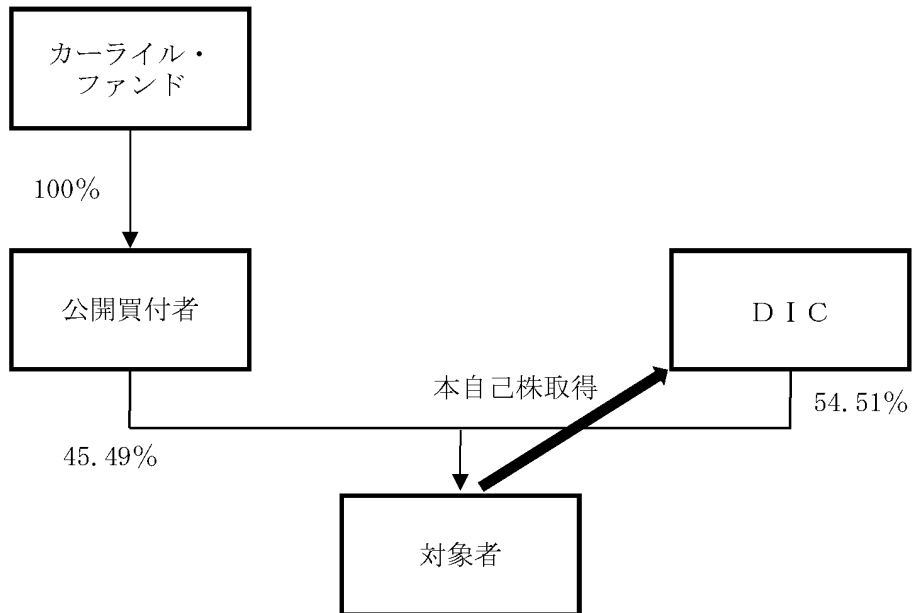 カーライル・
ファンド
100%
公開買付者
ＤＩＣ
本自己株取得
54.51%
45.49%
対象者